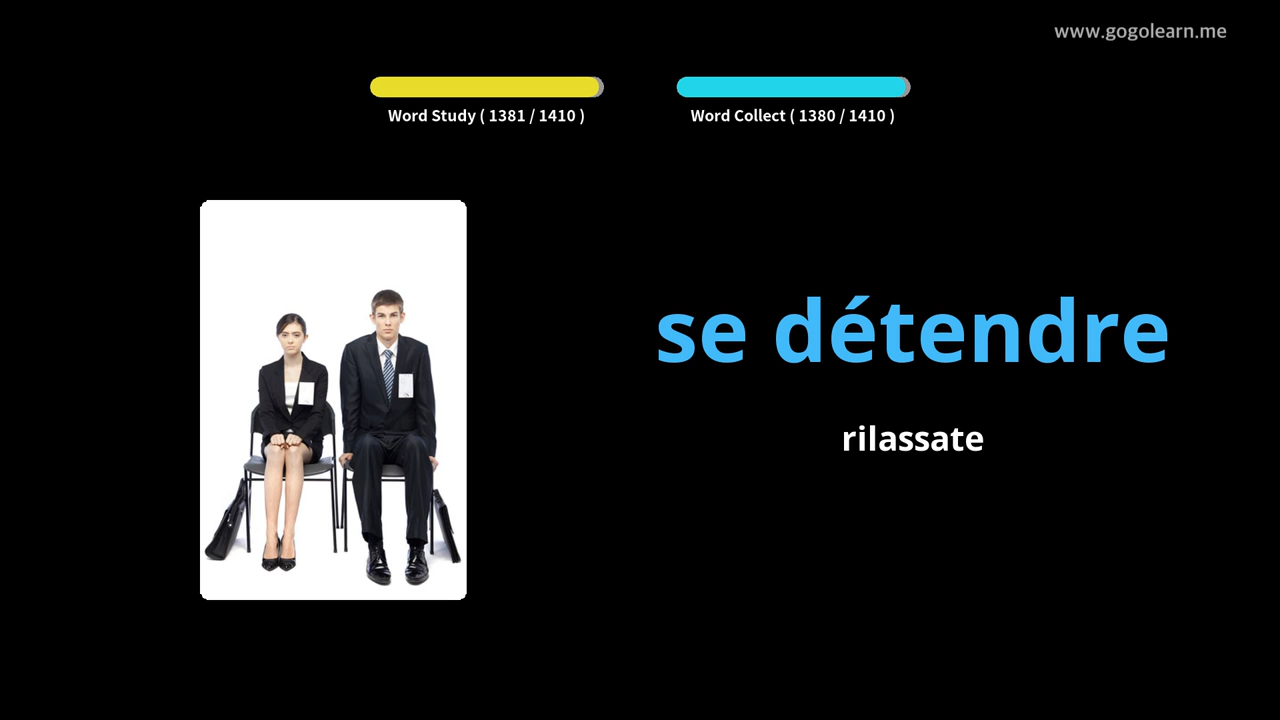 www.gogolearn.me
Word Study ( 1381 / 1410 )
Word Collect ( 1380 / 1410 )
se détendre
rilassate